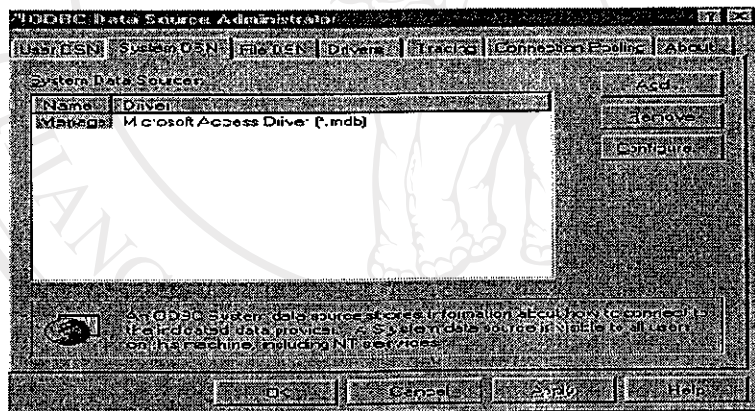 ODBC Data Source Administrator
User DSN System DSN File DSN Drivers Tracing Connection Pooling About
System Data Sources:
Add...
Name Driver
Remove
Manage Microsoft Access Driver (*.mdb)
Configure...
An ODBC System data source stores information about how to connect to
the indicated data provider. A System data source is visible to all users
on this machine, including NT services.
OK Cancel Apply Help